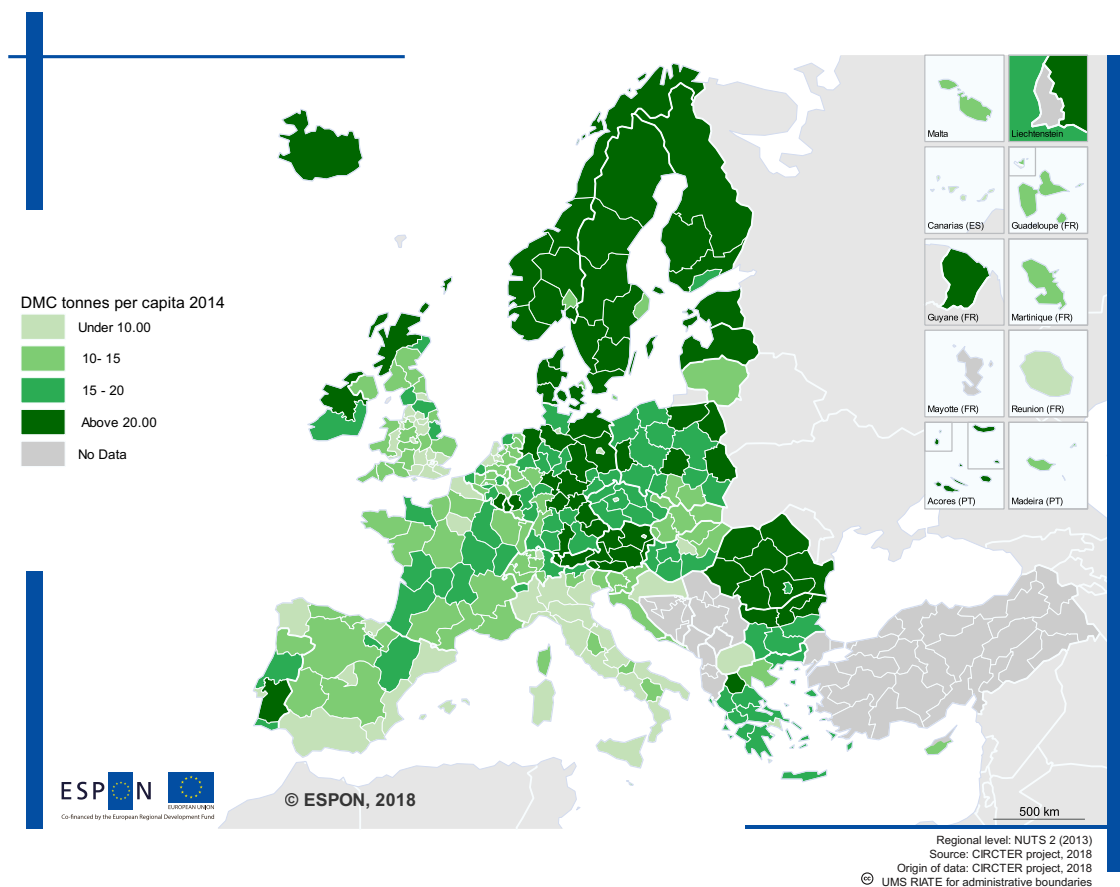 Malta
Liechtenstein
Canarias (ES)
Guadeloupe (FR)
Guyane (FR)
Martinique (FR)
Mayotte (FR)
Reunion (FR)
Acores (PT)
Madeira (PT)
DMC tonnes per capita 2014
Under 10.00
10- 15
15 - 20
Above 20.00
No Data
ESPON
EUROPEAN UNION
Co-financed by the European Regional Development Fund
© ESPON, 2018
500 km
Regional level: NUTS 2 (2013)
Source: CIRCTER project, 2018
Origin of data: CIRCTER project, 2018
cc UMS RIATE for administrative boundaries